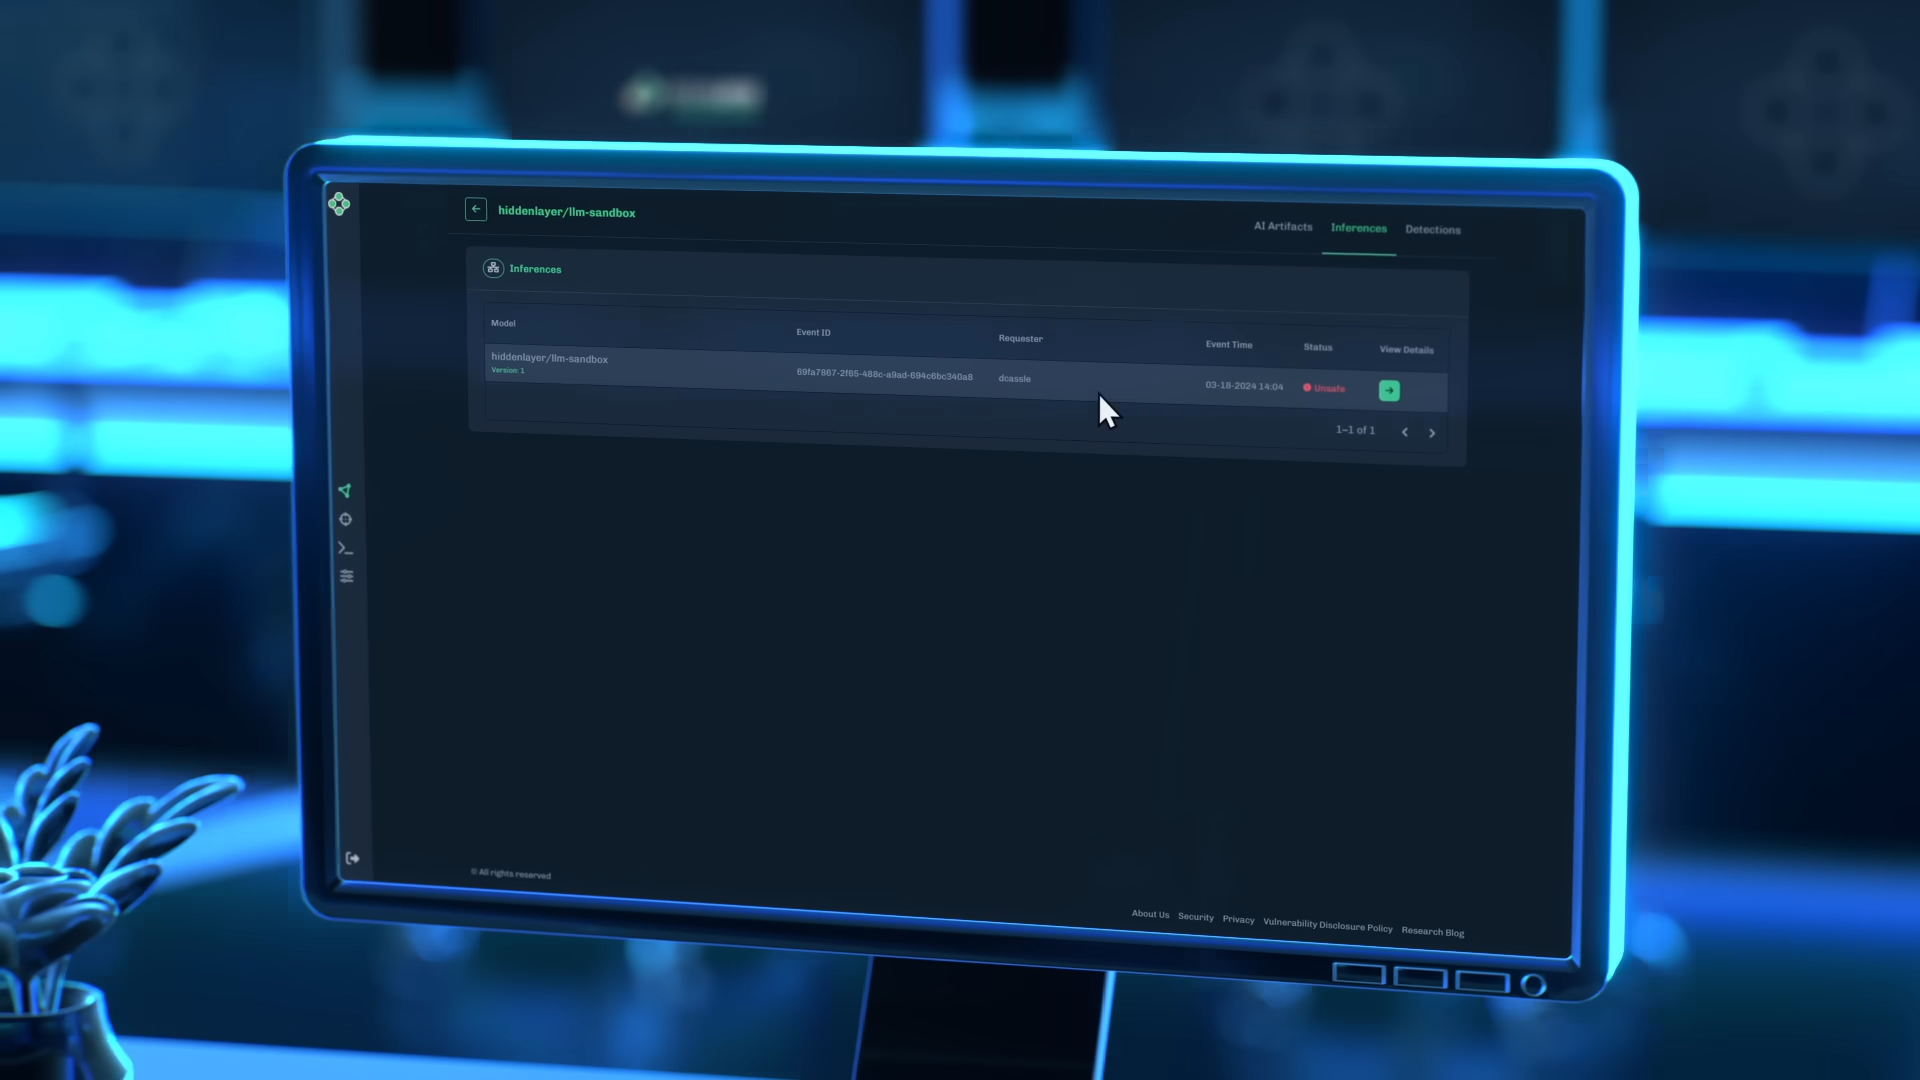 hiddenlayer/llm-sandbox
AI Artifacts Inferences Detections
Inferences
Model Event ID Requester Event Time Status View Details
hiddenlayer/llm-sandbox 69fa7867-2f65-488c-a9ad-694c6bc340a8 dcassle 03-18-2024 14:04 Unsafe
Version: 1
1–1 of 1
© All rights reserved
About Us Security Privacy Vulnerability Disclosure Policy Research Blog